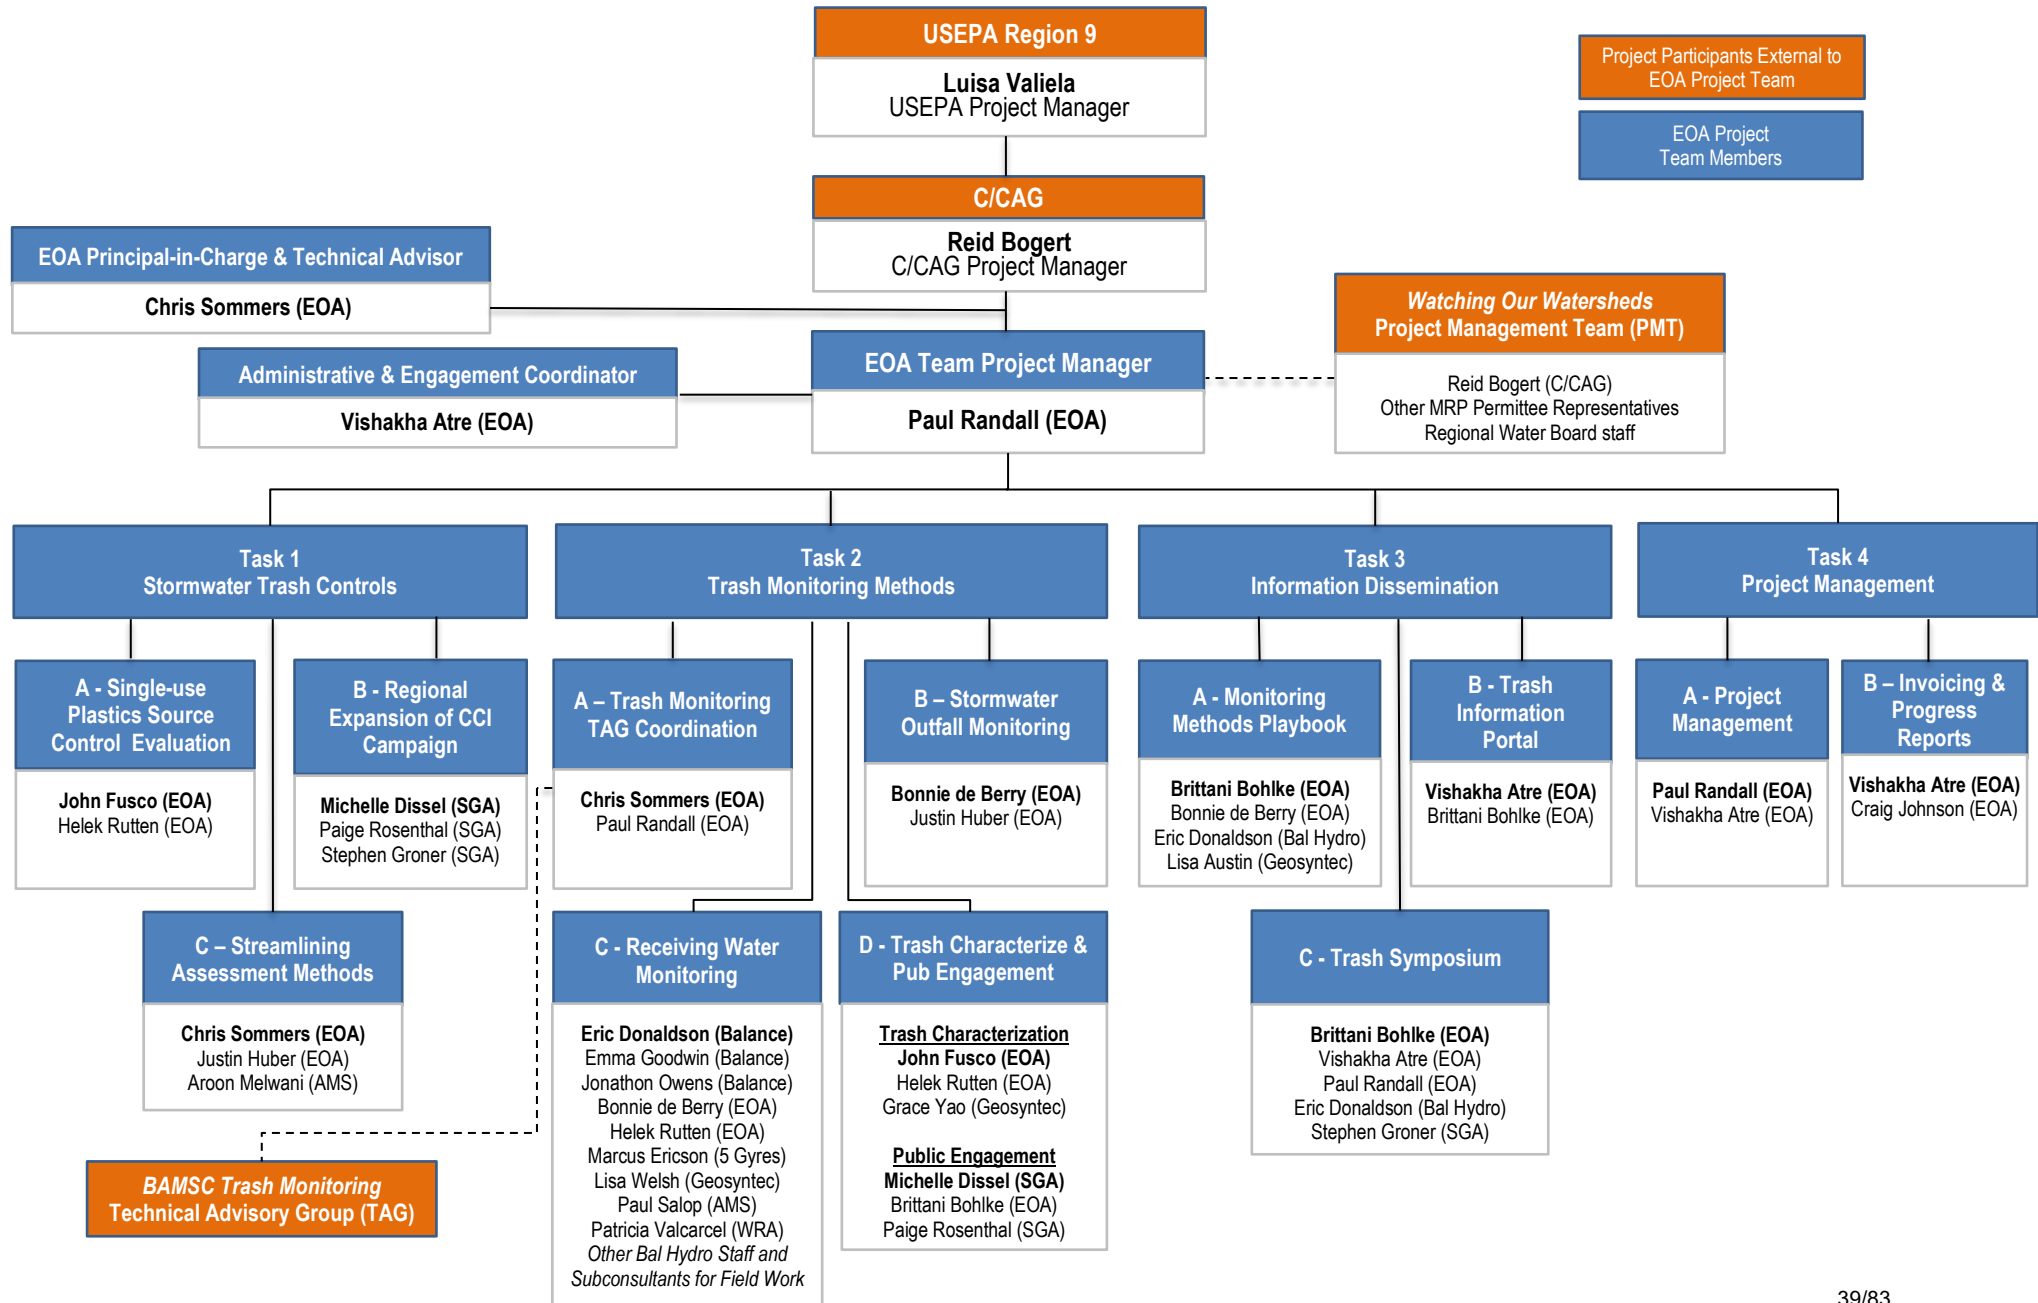 USEPA Region 9
Luisa Valiela
USEPA Project Manager
Project Participants External to
EOA Project Team
EOA Project
Team Members
C/CAG
Reid Bogert
C/CAG Project Manager
EOA Principal-in-Charge & Technical Advisor
Chris Sommers (EOA)
Watching Our Watersheds
Project Management Team (PMT)
Reid Bogert (C/CAG)
Other MRP Permittee Representatives
Regional Water Board staff
Administrative & Engagement Coordinator
Vishakha Atre (EOA)
EOA Team Project Manager
Paul Randall (EOA)
Task 1
Stormwater Trash Controls
Task 2
Trash Monitoring Methods
Task 3
Information Dissemination
Task 4
Project Management
A - Single-use
Plastics Source
Control  Evaluation
John Fusco (EOA)
Helek Rutten (EOA)
B - Regional
Expansion of CCI
Campaign
Michelle Dissel (SGA)
Paige Rosenthal (SGA)
Stephen Groner (SGA)
A – Trash Monitoring
TAG Coordination
Chris Sommers (EOA)
Paul Randall (EOA)
B – Stormwater
Outfall Monitoring
Bonnie de Berry (EOA)
Justin Huber (EOA)
A - Monitoring
Methods Playbook
Brittani Bohlke (EOA)
Bonnie de Berry (EOA)
Eric Donaldson (Bal Hydro)
Lisa Austin (Geosyntec)
B - Trash
Information
Portal
Vishakha Atre (EOA)
Brittani Bohlke (EOA)
A - Project
Management
Paul Randall (EOA)
Vishakha Atre (EOA)
B – Invoicing &
Progress
Reports
Vishakha Atre (EOA)
Craig Johnson (EOA)
C – Streamlining
Assessment Methods
Chris Sommers (EOA)
Justin Huber (EOA)
Aroon Melwani (AMS)
C - Receiving Water
Monitoring
Eric Donaldson (Balance)
Emma Goodwin (Balance)
Jonathon Owens (Balance)
Bonnie de Berry (EOA)
Helek Rutten (EOA)
Marcus Ericson (5 Gyres)
Lisa Welsh (Geosyntec)
Paul Salop (AMS)
Patricia Valcarcel (WRA)
Other Bal Hydro Staff and
Subconsultants for Field Work
D - Trash Characterize &
Pub Engagement
Trash Characterization
John Fusco (EOA)
Helek Rutten (EOA)
Grace Yao (Geosyntec)
Public Engagement
Michelle Dissel (SGA)
Brittani Bohlke (EOA)
Paige Rosenthal (SGA)
C - Trash Symposium
Brittani Bohlke (EOA)
Vishakha Atre (EOA)
Paul Randall (EOA)
Eric Donaldson (Bal Hydro)
Stephen Groner (SGA)
BAMSC Trash Monitoring
Technical Advisory Group (TAG)
39/83